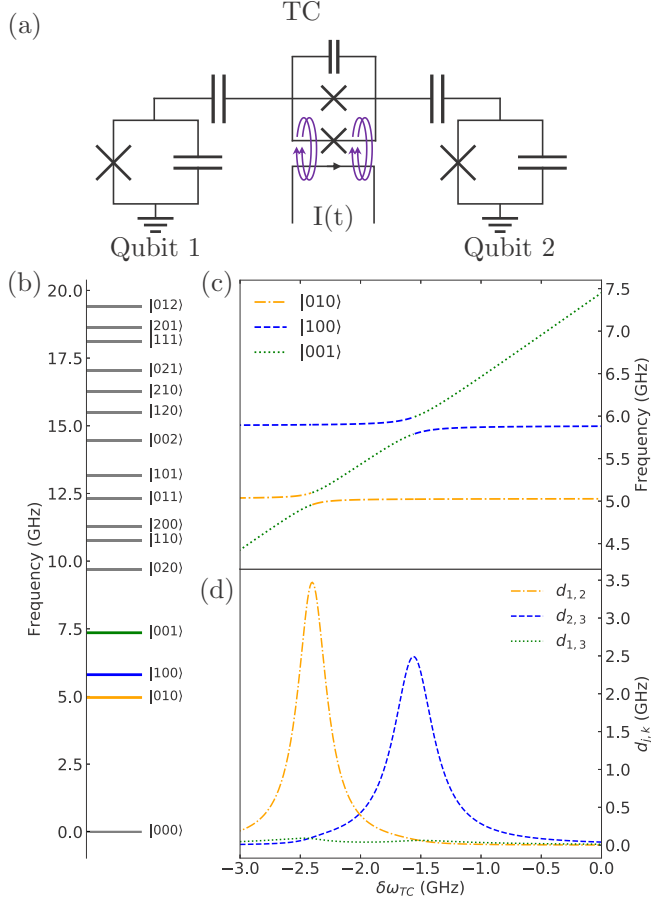 (a)
TC
I(t)
Qubit 1
Qubit 2
(b)
Frequency (GHz)
20.0
17.5
15.0
12.5
10.0
7.5
5.0
2.5
0.0
|012⟩
|201⟩
|111⟩
|021⟩
|210⟩
|120⟩
|002⟩
|101⟩
|011⟩
|200⟩
|110⟩
|020⟩
|001⟩
|100⟩
|010⟩
|000⟩
(c)
|010⟩
|100⟩
|001⟩
7.5
7.0
6.5
6.0
5.5
5.0
4.5
Frequency (GHz)
(d)
d1,2
d2,3
d1,3
3.5
3.0
2.5
2.0
1.5
1.0
0.5
0.0
dj,k (GHz)
−3.0 −2.5 −2.0 −1.5 −1.0 −0.5 0.0
δωTC (GHz)